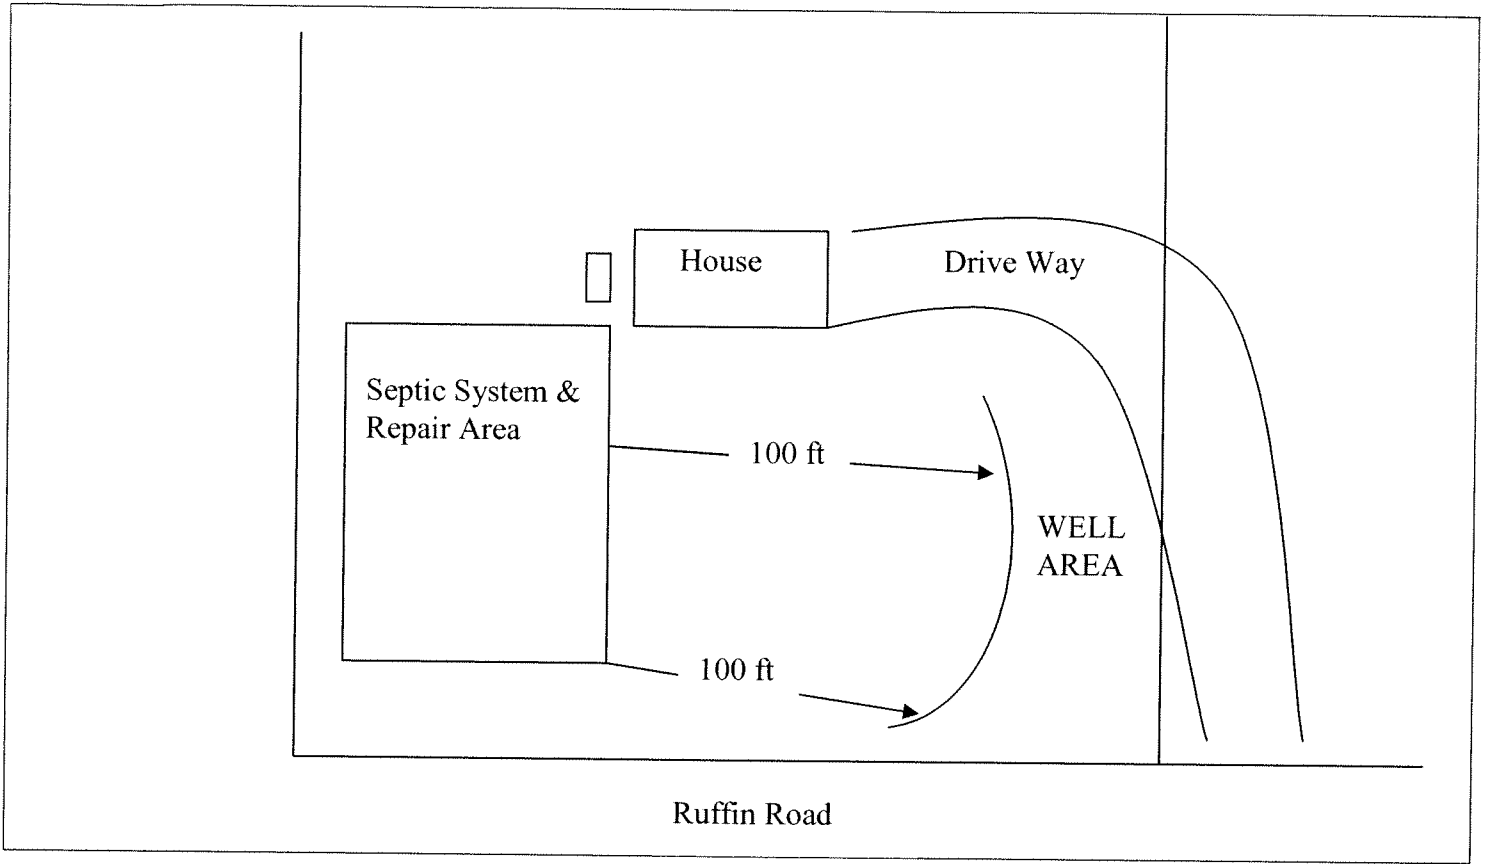 House
Drive Way
Septic System &
Repair Area
100 ft
WELL
AREA
100 ft
Ruffin Road